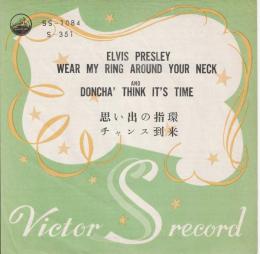 SS-1084
S-351
ELVIS PRESLEY
WEAR MY RING AROUND YOUR NECK
AND
DONCHA' THINK IT'S TIME
思い出の指環
チャンス到来
Victor S record